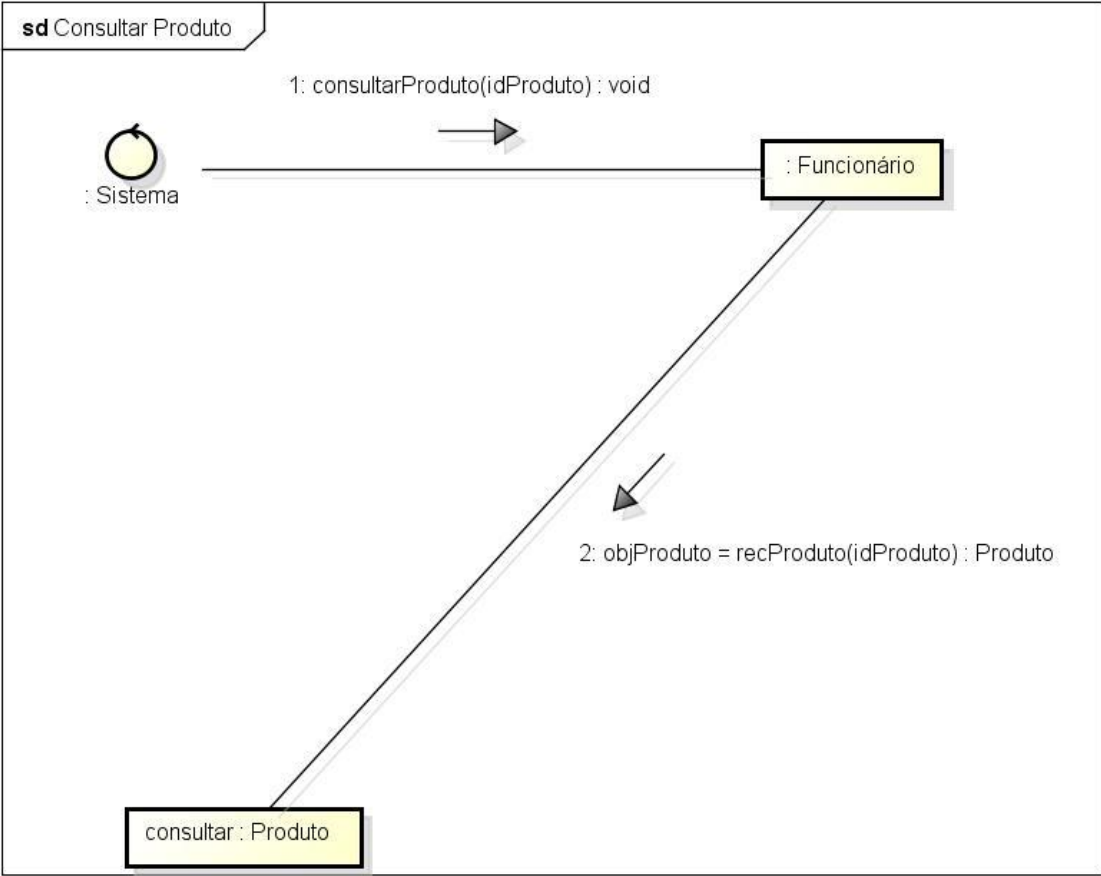 sd Consultar Produto
1: consultarProduto(idProduto) : void
: Sistema
: Funcionário
2: objProduto = recProduto(idProduto) : Produto
consultar : Produto